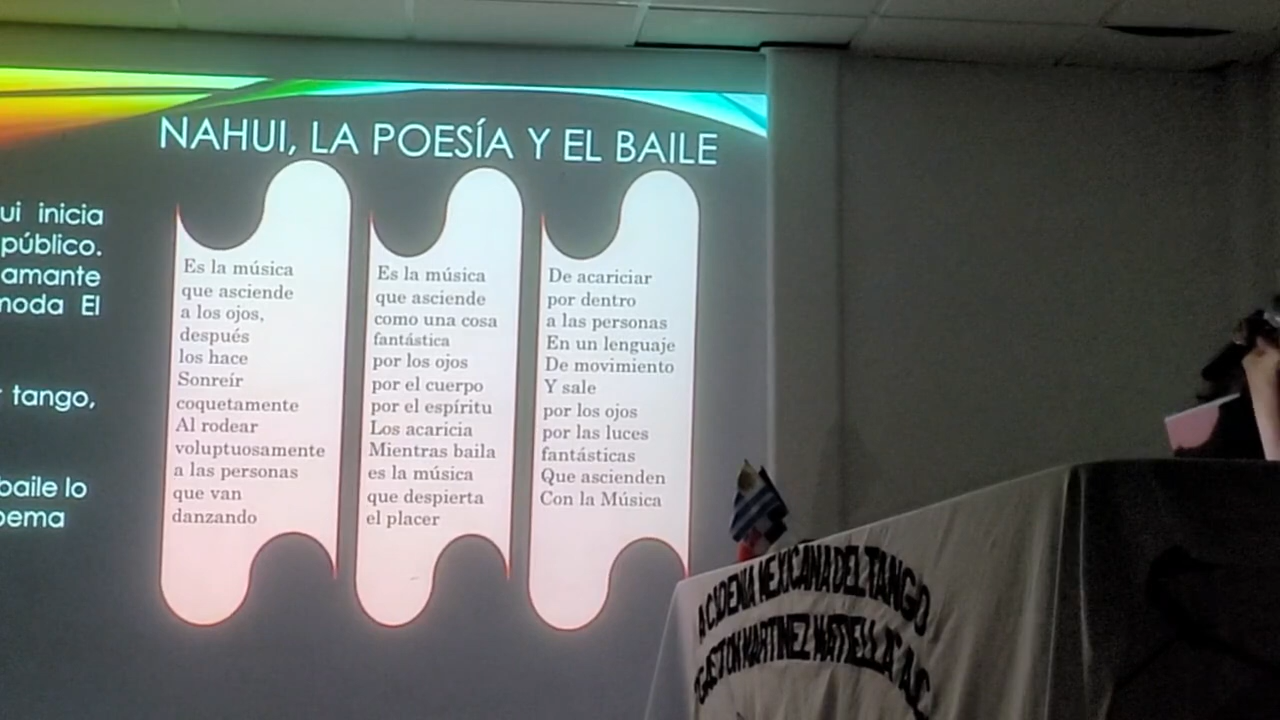 NAHUI, LA POESÍA Y EL BAILE
ui inicia
público.
amante
moda El
tango,
baile lo
oema
Es la música
que asciende
a los ojos,
después
los hace
Sonreír
coquetamente
Al rodear
voluptuosamente
a las personas
que van
danzando
Es la música
que asciende
como una cosa
fantástica
por los ojos
por el cuerpo
por el espíritu
Los acaricia
Mientras baila
es la música
que despierta
el placer
De acariciar
por dentro
a las personas
En un lenguaje
De movimiento
Y sale
por los ojos
por las luces
fantásticas
Que ascienden
Con la Música
ACADEMIA MEXICANA DEL TANGO
MARTINEZ MATIELLA A.C.